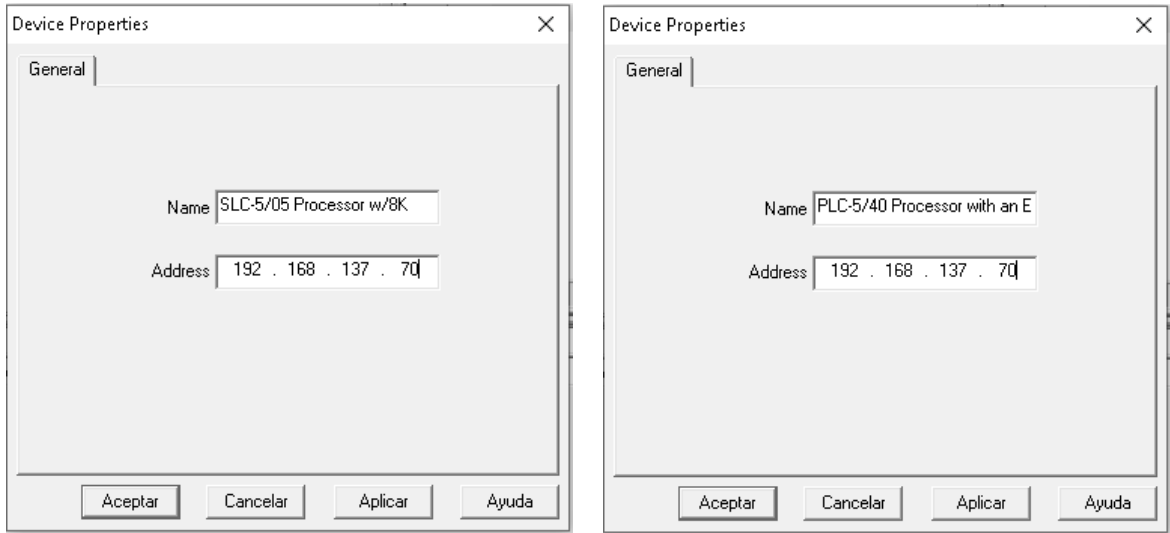 Device Properties
General
Name SLC-5/05 Processor w/8K
Address 192 . 168 . 137 . 70
Aceptar Cancelar Aplicar Ayuda
Device Properties
General
Name PLC-5/40 Processor with an E
Address 192 . 168 . 137 . 70
Aceptar Cancelar Aplicar Ayuda